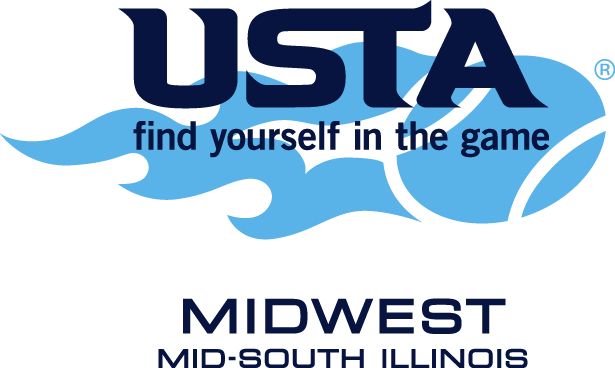 USTA
®
find yourself in the game
MIDWEST
MID-SOUTH ILLINOIS